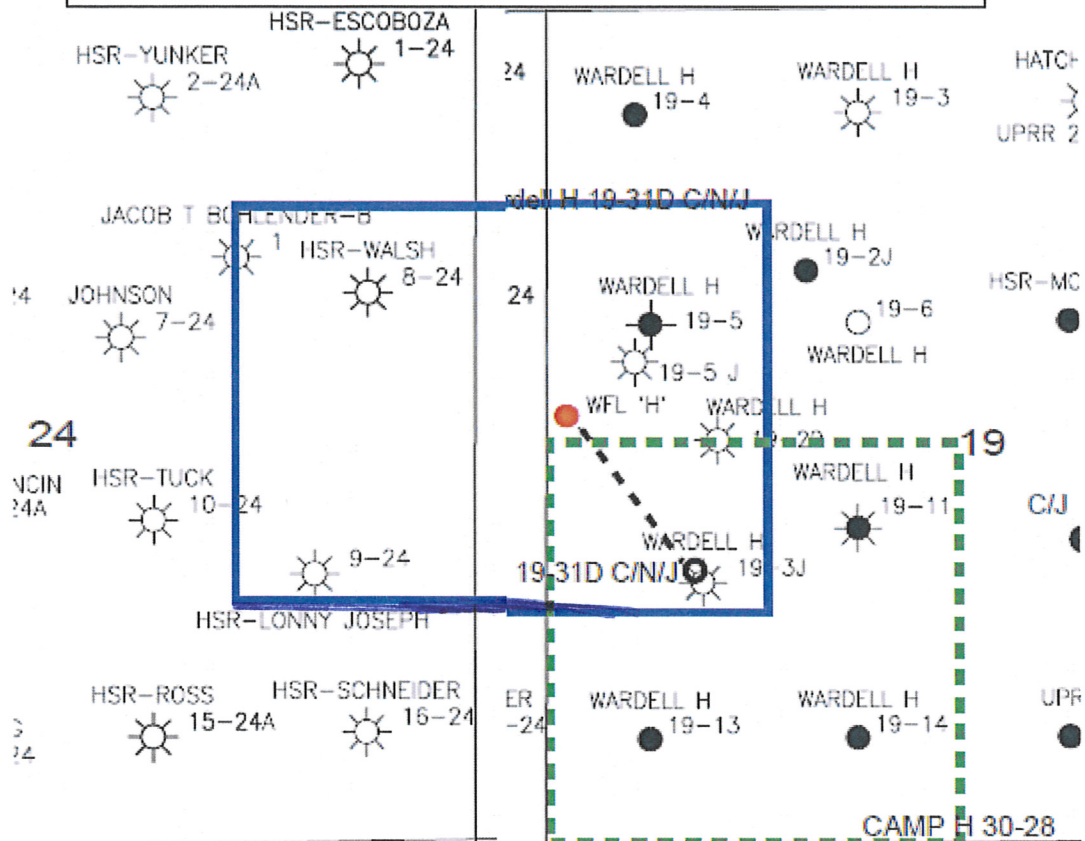 HSR-ESCOBOZA
1-24
HSR-YUNKER
2-24A
24
WARDELL H
19-4
WARDELL H
19-3
HATCH
UPRR 2
rdell H 19-31D C/N/J
JACOB T BOHLENDER-B
1
HSR-WALSH
8-24
WARDELL H
19-2J
24
JOHNSON
7-24
24
WARDELL H
19-5
19-6
WARDELL H
HSR-MC
19-5 J
WFL 'H'
WARDELL H
24
19
NCIN
24A
HSR-TUCK
10-24
WARDELL H
19-11
C/J
9-24
WARDELL H
19-31D C/N/J
19-3J
HSR-LONNY JOSEPH
HSR-ROSS
15-24A
HSR-SCHNEIDER
16-24
ER
-24
WARDELL H
19-13
WARDELL H
19-14
UPR
24
CAMP H 30-28